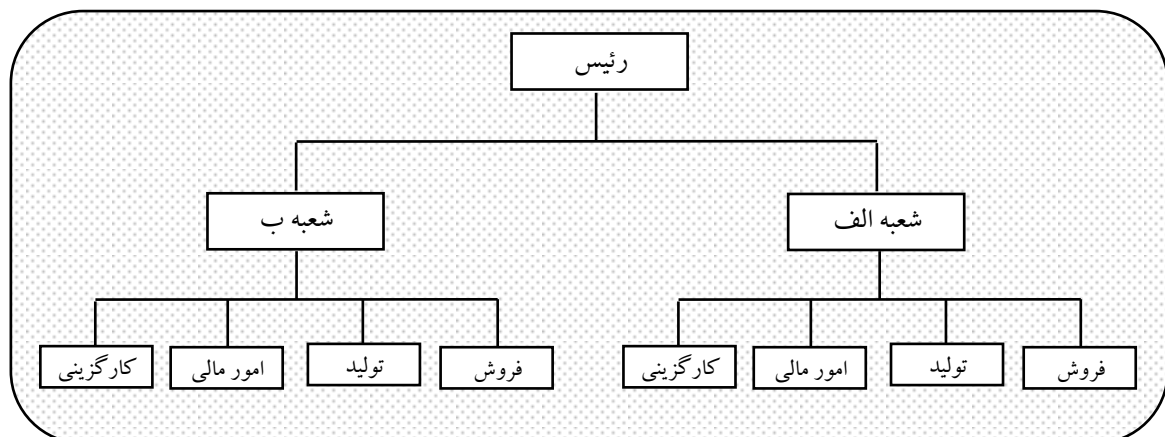 رئیس
شعبه الف
شعبه ب
فروش
تولید
امور مالی
کارگزینی
فروش
تولید
امور مالی
کارگزینی